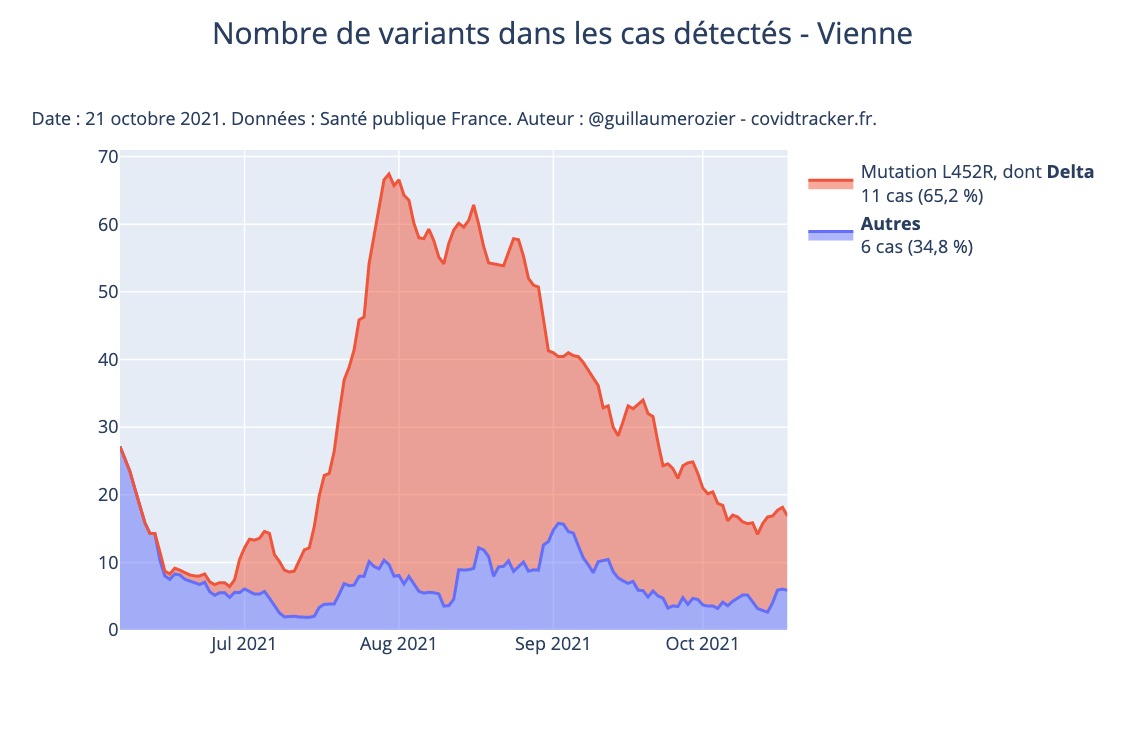 Nombre de variants dans les cas détectés - Vienne
Date : 21 octobre 2021. Données : Santé publique France. Auteur : @guillaumerozier - covidtracker.fr.
Mutation L452R, dont Delta
11 cas (65,2 %)
Autres
6 cas (34,8 %)
70
60
50
40
30
20
10
0
Jul 2021 Aug 2021 Sep 2021 Oct 2021